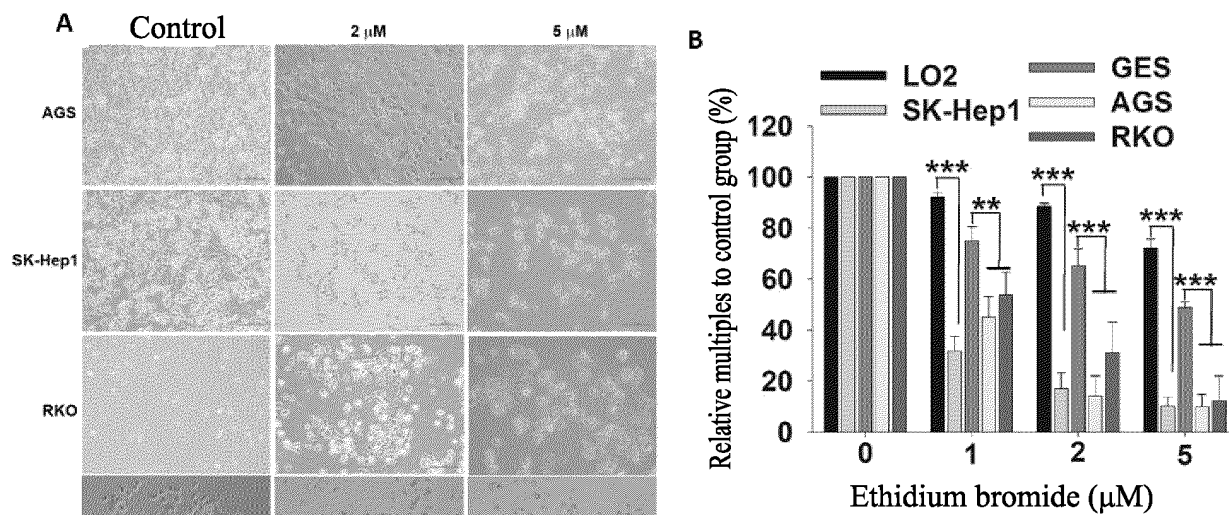 A
Control
2 µM
5 µM
AGS
SK-Hep1
RKO
B
LO2
SK-Hep1
GES
AGS
RKO
Relative multiples to control group (%)
120
100
80
60
40
20
0
***
**
***
***
***
***
0 1 2 5
Ethidium bromide (µM)